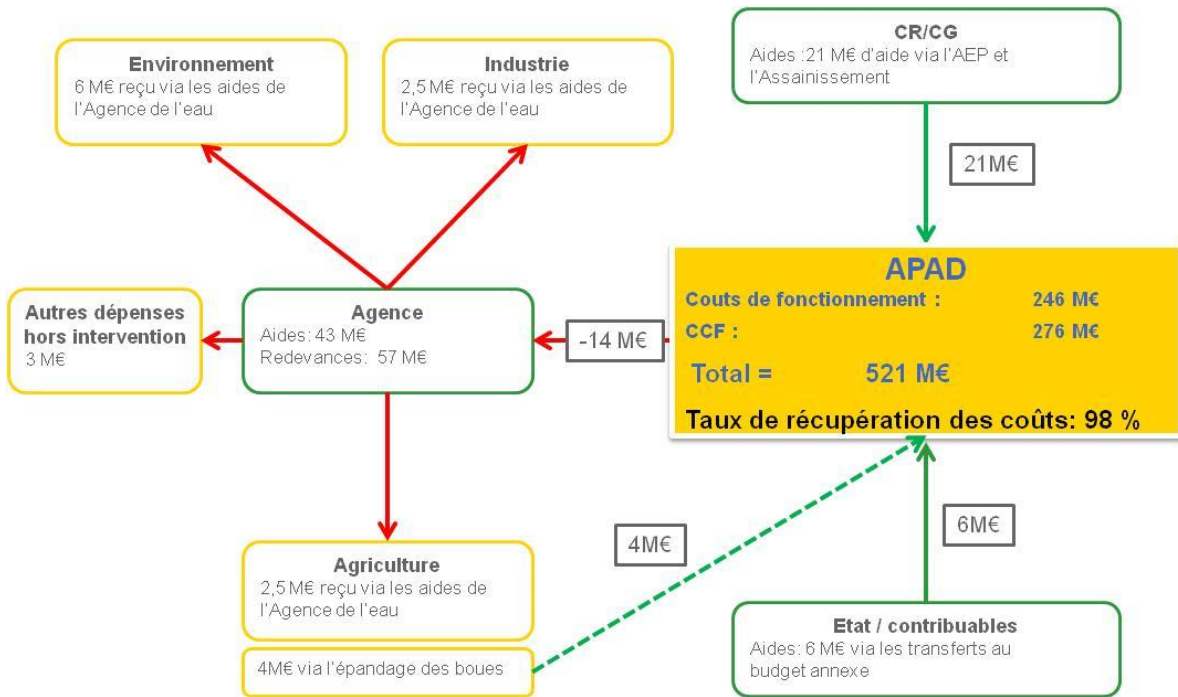 Environnement
6 M€ reçu via les aides de
l'Agence de l'eau
Industrie
2,5 M€ reçu via les aides de
l'Agence de l'eau
CR/CG
Aides :21 M€ d'aide via l'AEP et
l'Assainissement
21M€
Autres dépenses
hors intervention
3 M€
Agence
Aides: 43 M€
Redevances: 57 M€
-14 M€
APAD
Couts de fonctionnement : 246 M€
CCF : 276 M€
Total = 521 M€
Taux de récupération des coûts: 98 %
4M€
6M€
Agriculture
2,5 M€ reçu via les aides de
l'Agence de l'eau
4M€ via l'épandage des boues
Etat / contribuables
Aides: 6 M€ via les transferts au
budget annexe